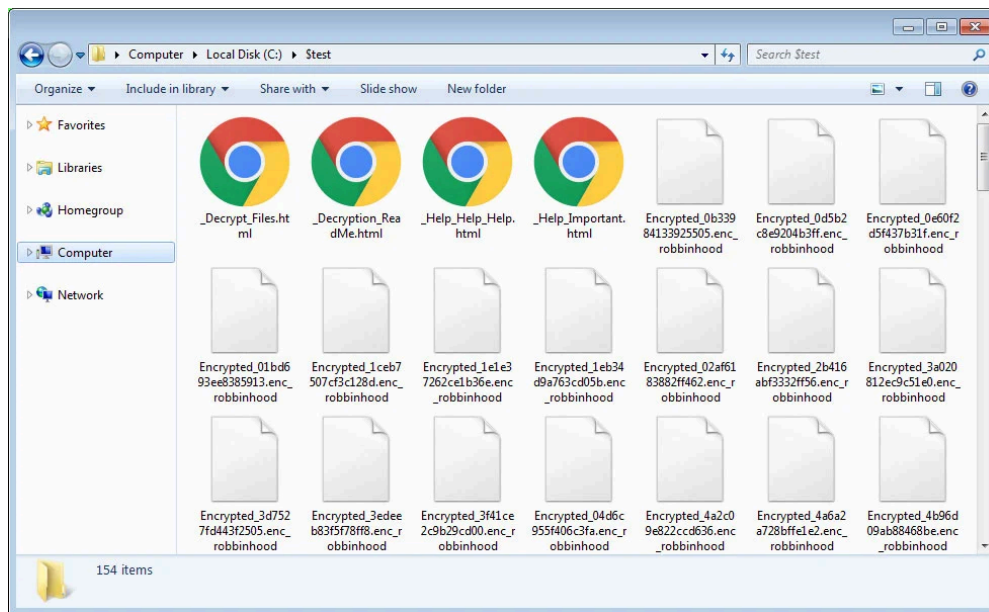 Computer ▸ Local Disk (C:) ▸ $test
Search $test
Organize Include in library Share with Slide show New folder
Favorites
Libraries
Homegroup
Computer
Network
_Decrypt_Files.ht
ml
_Decryption_Rea
dMe.html
_Help_Help_Help.
html
_Help_Important.
html
Encrypted_0b339
84133925505.enc_
robbinhood
Encrypted_0d5b2
c8e9204b3ff.enc_
robbinhood
Encrypted_0e60f2
d5f437b31f.enc_r
obbinhood
Encrypted_01bd6
93ee8385913.enc_
robbinhood
Encrypted_1ceb7
507cf3c128d.enc_
robbinhood
Encrypted_1e1e3
7262ce1b36e.enc
_robbinhood
Encrypted_1eb34
d9a763cd05b.enc
_robbinhood
Encrypted_02af61
83882ff462.enc_r
obbinhood
Encrypted_2b416
abf3332ff56.enc_r
obbinhood
Encrypted_3a020
812ec9c51e0.enc_
robbinhood
Encrypted_3d752
7fd443f2505.enc_
robbinhood
Encrypted_3edee
b83f5f78ff8.enc_r
obbinhood
Encrypted_3f41ce
2c9b29cd00.enc_r
obbinhood
Encrypted_04d6c
955f406c3fa.enc_r
obbinhood
Encrypted_4a2c0
9e822ccd636.enc
_robbinhood
Encrypted_4a6a2
a728bffe1e2.enc_
robbinhood
Encrypted_4b96d
09ab88468be.enc
_robbinhood
154 items